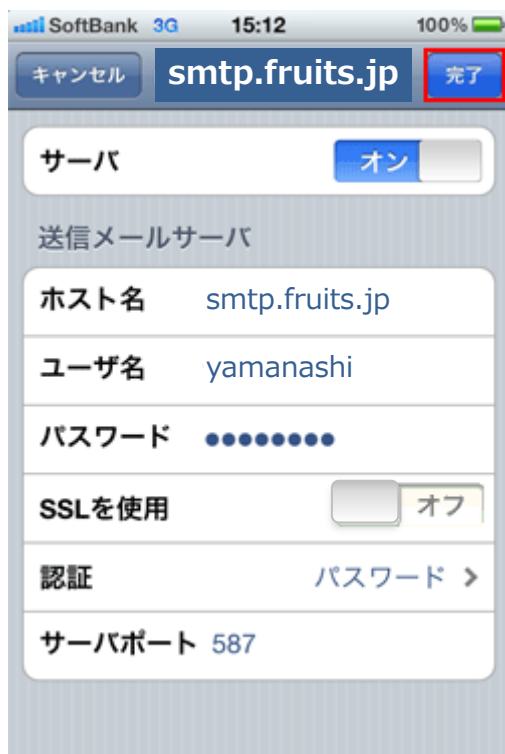 SoftBank 3G 15:12 100%
キャンセル smtp.fruits.jp 完了
サーバ オン
送信メールサーバ
ホスト名 smtp.fruits.jp
ユーザ名 yamanashi
パスワード ●●●●●●●●
SSLを使用 オフ
認証 パスワード >
サーバポート 587